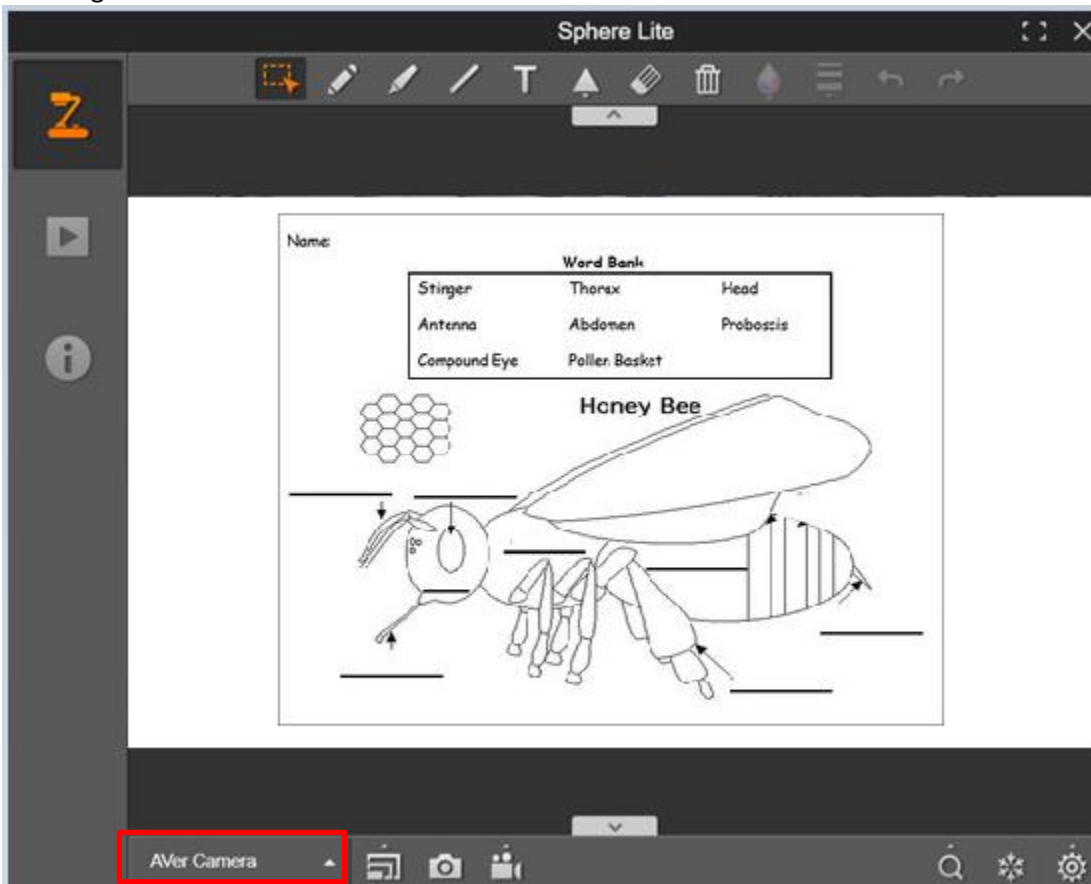 Sphere Lite
T
Name:
Word Bank
Stinger Thorax Head
Antenna Abdomen Proboscis
Compound Eye Pollen Basket
Honey Bee
AVer Camera